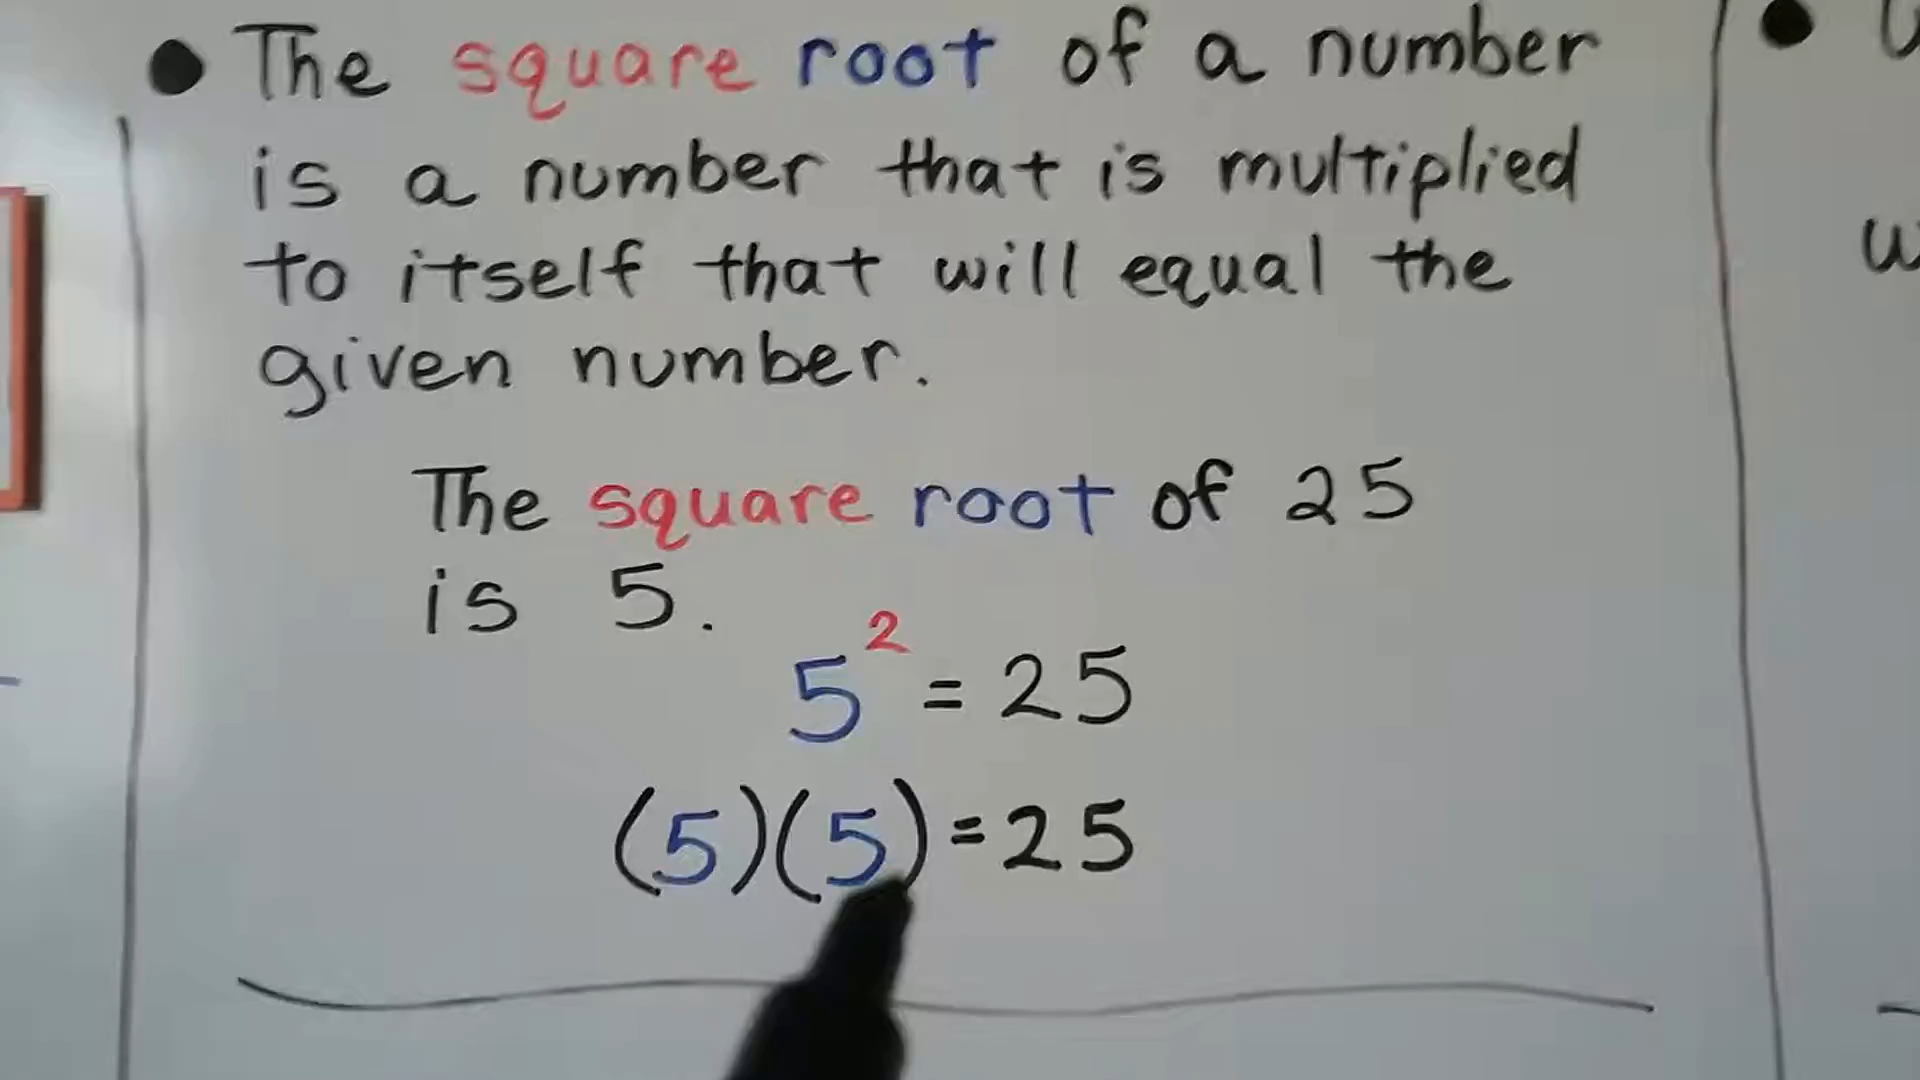 • The square root of a number
is a number that is multiplied
to itself that will equal the
given number.
The square root of 25
is 5.
5² = 25
(5)(5) = 25